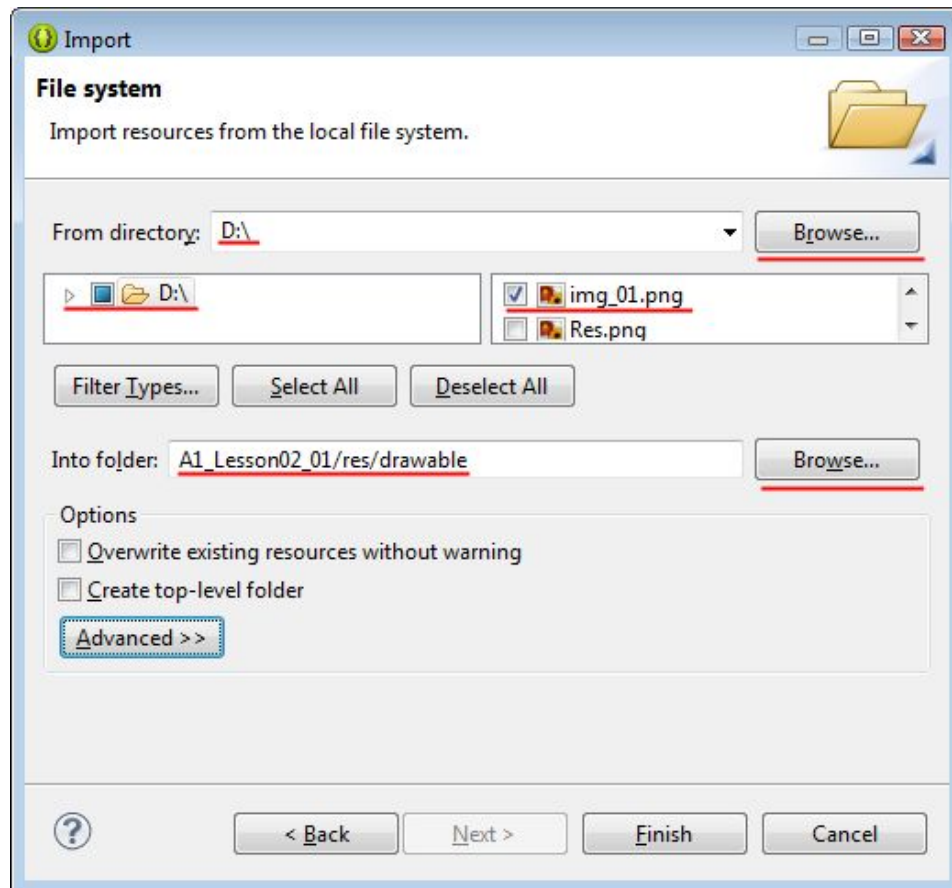 Import
File system
Import resources from the local file system.
From directory: D:\ Browse...
D:\ img_01.png
Res.png
Filter Types... Select All Deselect All
Into folder: A1_Lesson02_01/res/drawable Browse...
Options
Overwrite existing resources without warning
Create top-level folder
Advanced >>
? < Back Next > Finish Cancel